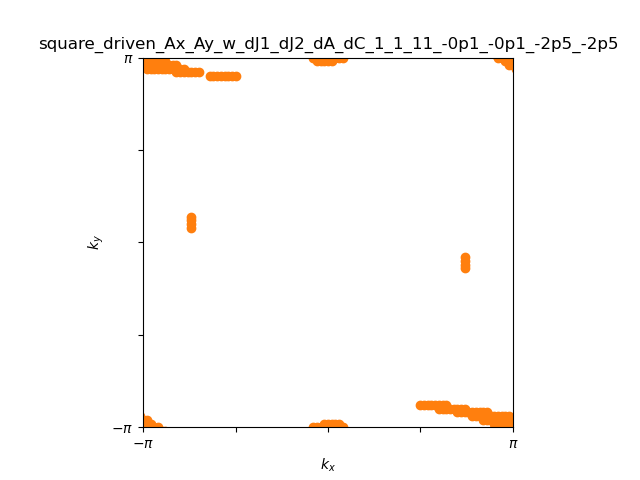 square_driven_Ax_Ay_w_dJ1_dJ2_dA_dC_1_1_11_-0p1_-0p1_-2p5_-2p5
π
k_y
-π
-π
π
k_x